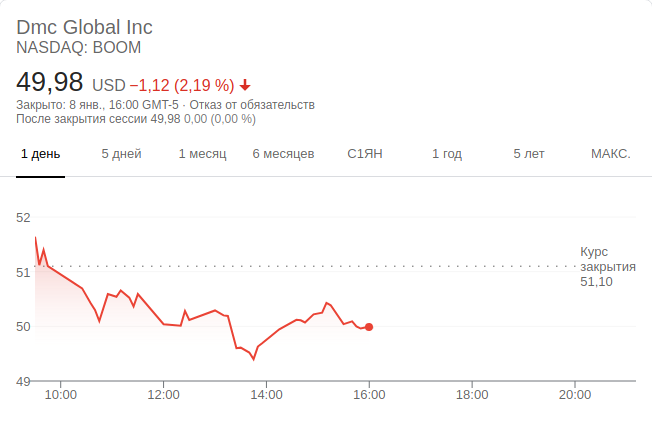 Dmc Global Inc
NASDAQ: BOOM
49,98 USD −1,12 (2,19 %)
Закрыто: 8 янв., 16:00 GMT-5 · Отказ от обязательств
После закрытия сессии 49,98 0,00 (0,00 %)
1 день 5 дней 1 месяц 6 месяцев С1ЯН 1 год 5 лет МАКС.
52
51
50
49
Курс
закрытия
51,10
10:00 12:00 14:00 16:00 18:00 20:00